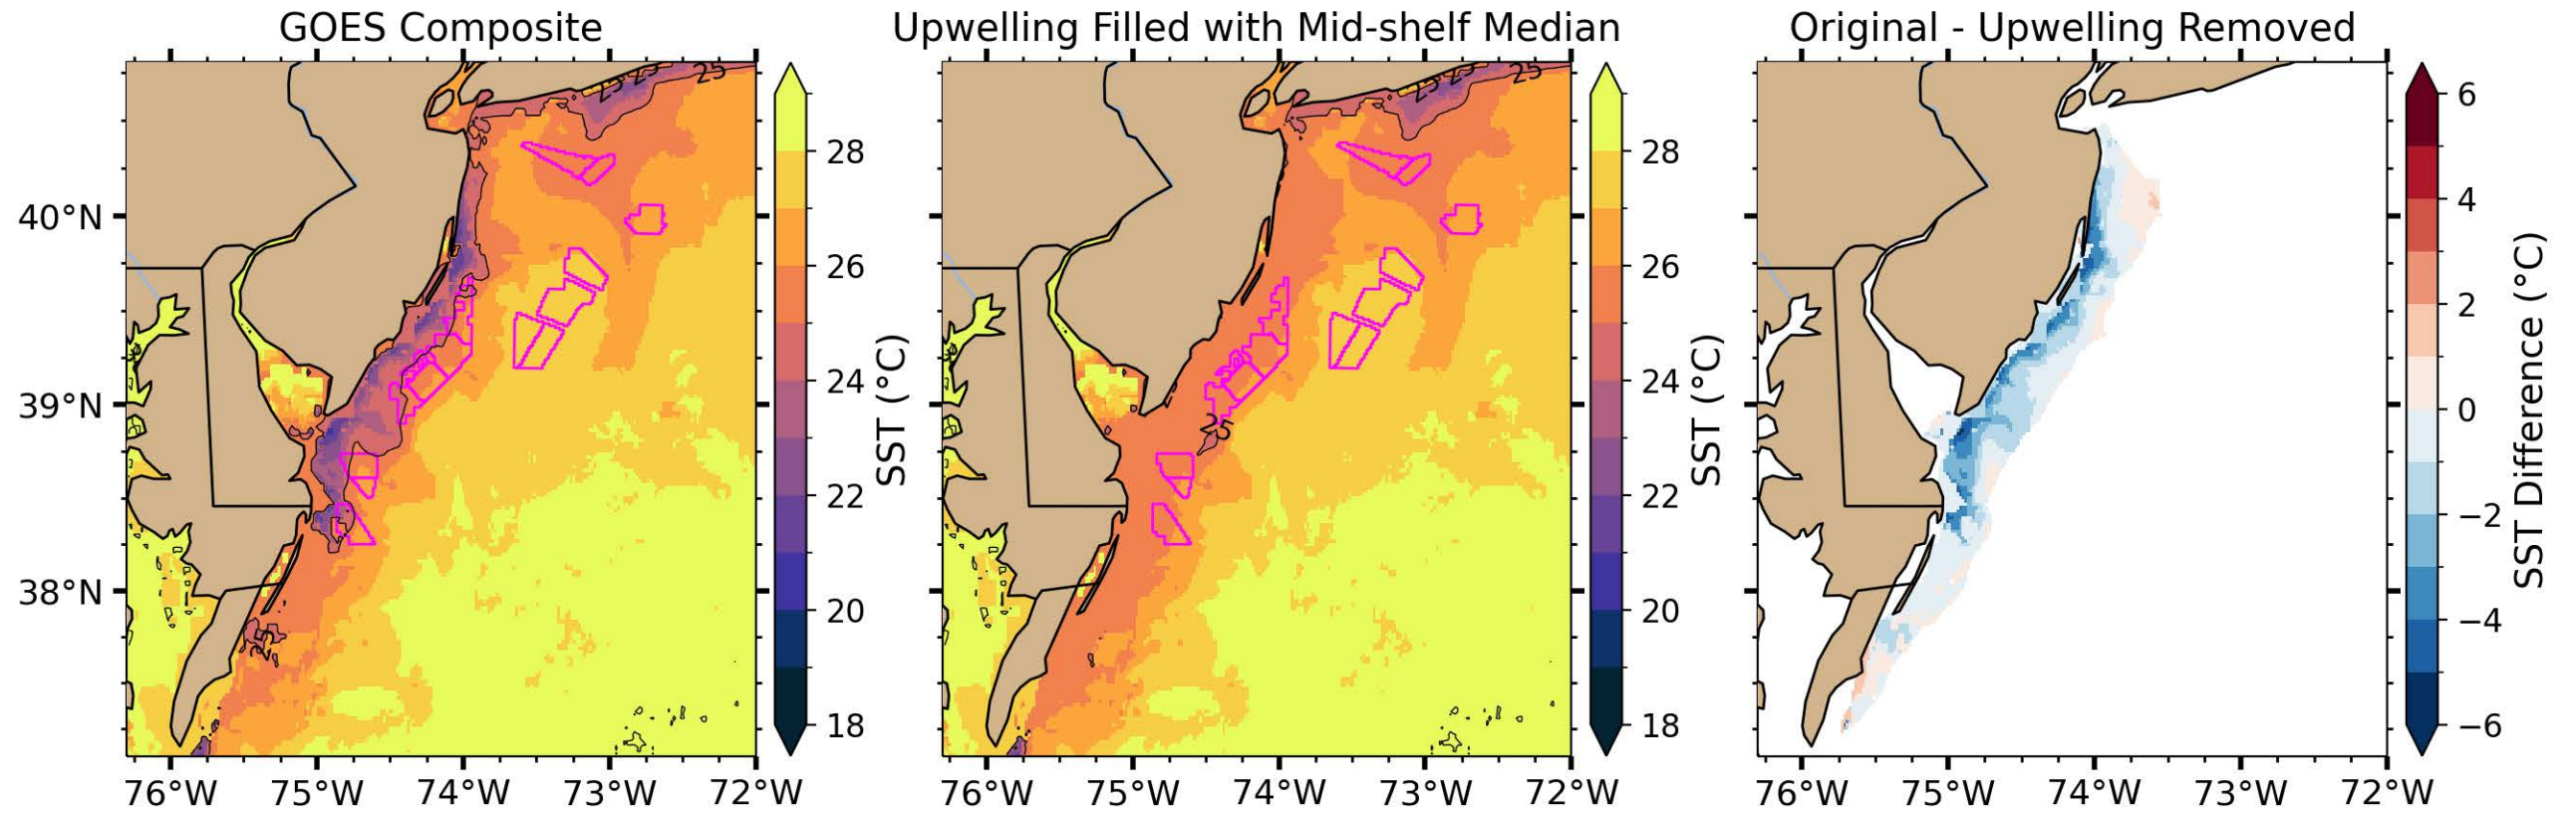 GOES Composite
Upwelling Filled with Mid-shelf Median
Original - Upwelling Removed
40°N
39°N
38°N
76°W 75°W 74°W 73°W 72°W
25
25
28
26
24
22
20
18
SST (°C)
76°W 75°W 74°W 73°W 72°W
25
25
28
26
24
22
20
18
SST (°C)
76°W 75°W 74°W 73°W 72°W
6
4
2
0
−2
−4
−6
SST Difference (°C)